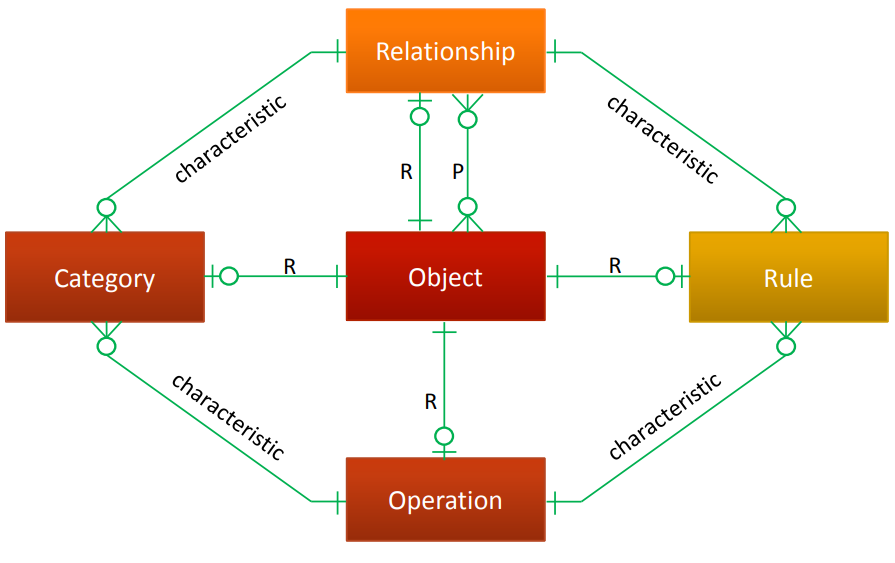 Relationship
characteristic
characteristic
R
P
Category
R
Object
R
Rule
characteristic
R
characteristic
Operation